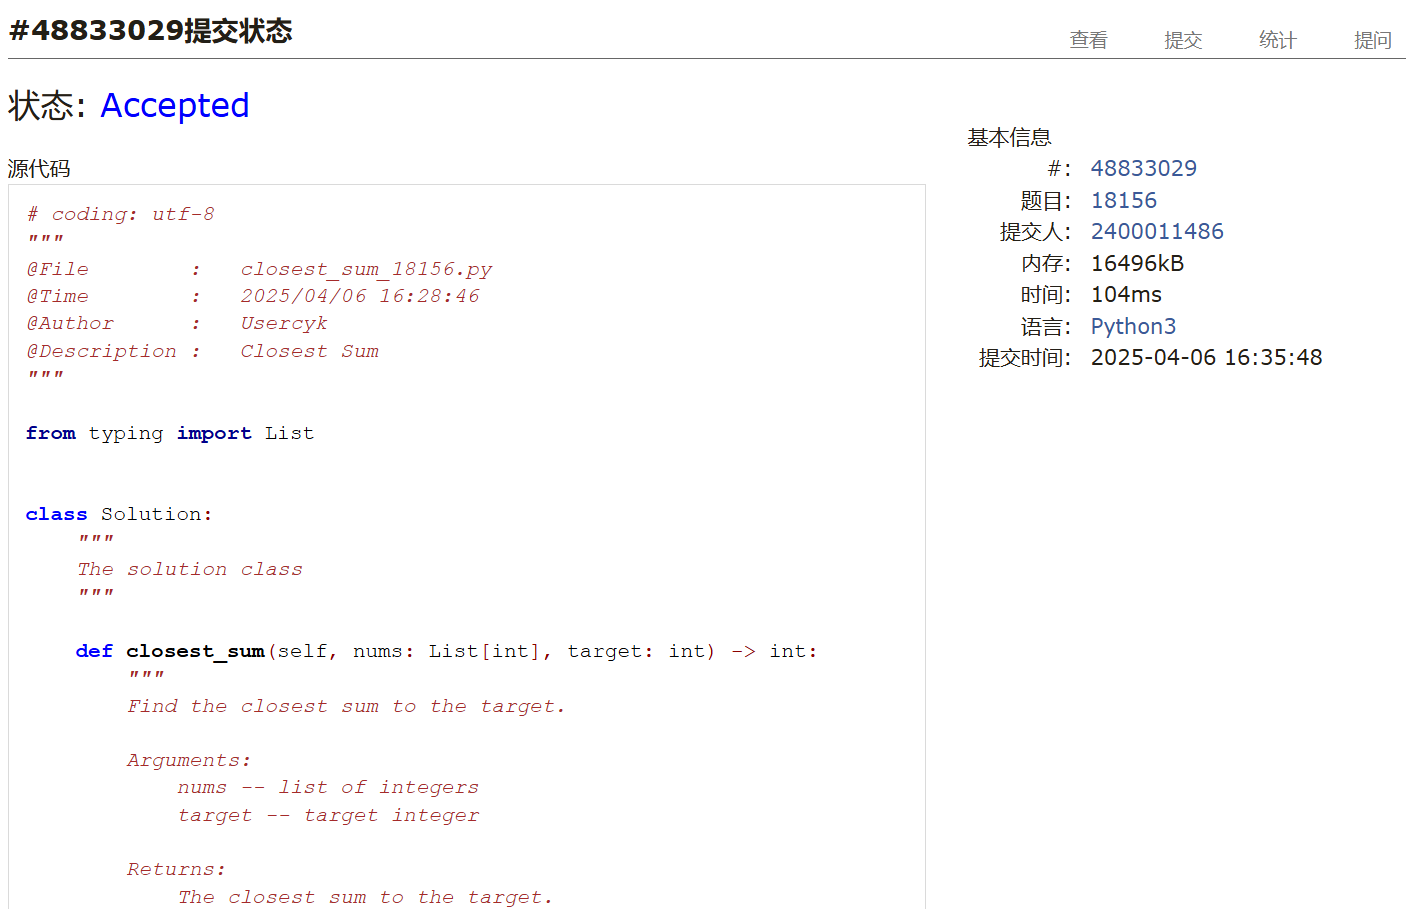 #48833029提交状态
查看 提交 统计 提问
状态: Accepted
源代码
# coding: utf-8
"""
@File : closest_sum_18156.py
@Time : 2025/04/06 16:28:46
@Author : Usercyk
@Description : Closest Sum
"""
from typing import List
class Solution:
"""
The solution class
"""
def closest_sum(self, nums: List[int], target: int) -> int:
"""
Find the closest sum to the target.
Arguments:
nums -- list of integers
target -- target integer
Returns:
The closest sum to the target.
基本信息
#: 48833029
题目: 18156
提交人: 2400011486
内存: 16496kB
时间: 104ms
语言: Python3
提交时间: 2025-04-06 16:35:48